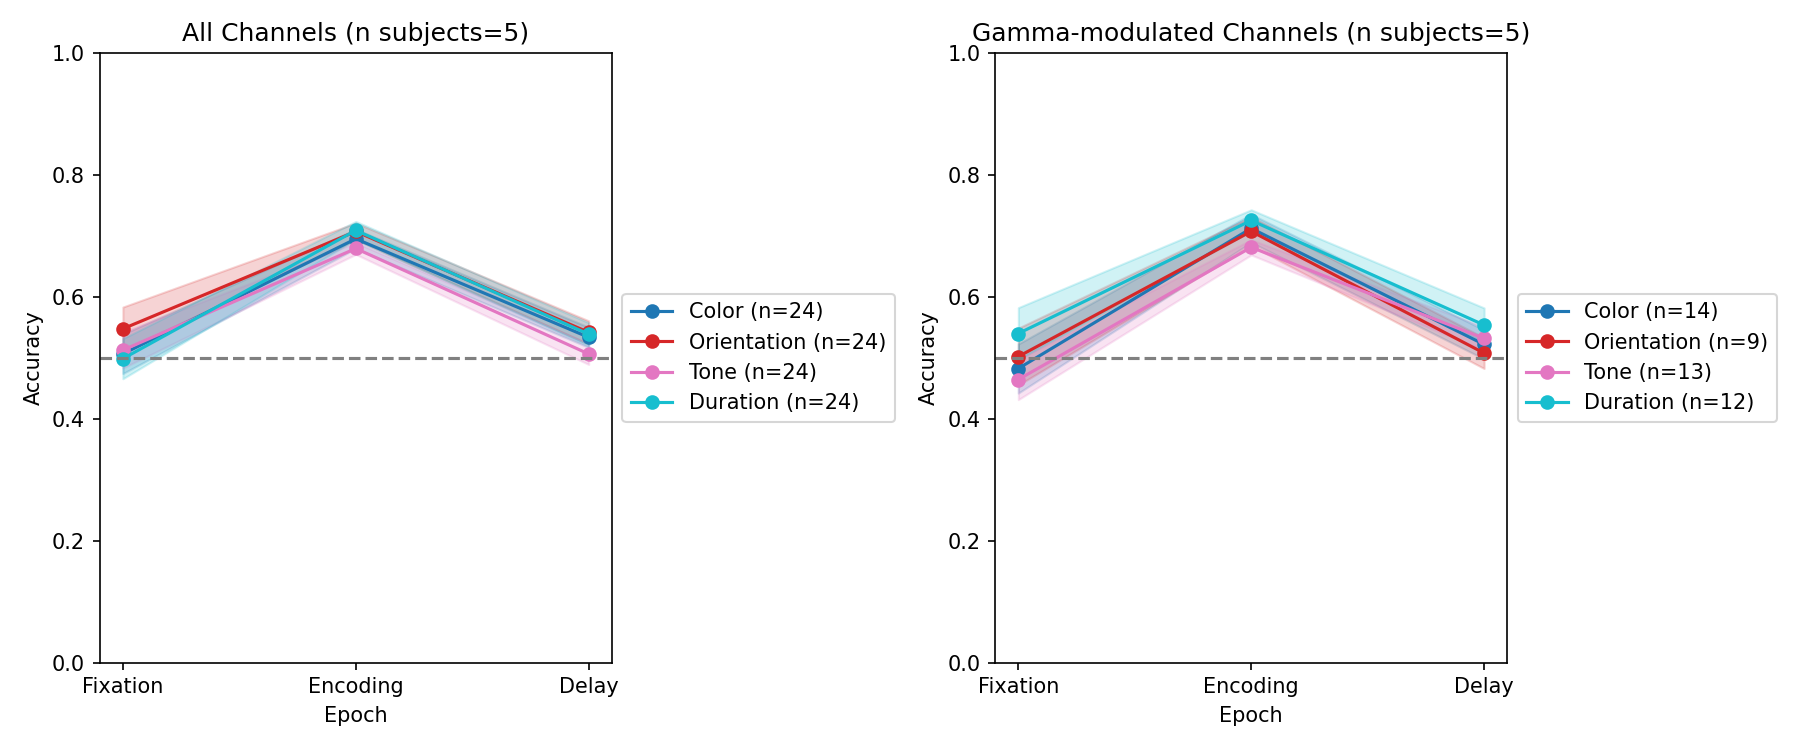 All Channels (n subjects=5)
Accuracy
1.0
0.8
0.6
0.4
0.2
0.0
Fixation
Encoding
Delay
Epoch
Color (n=24)
Orientation (n=24)
Tone (n=24)
Duration (n=24)
Gamma-modulated Channels (n subjects=5)
Accuracy
1.0
0.8
0.6
0.4
0.2
0.0
Fixation
Encoding
Delay
Epoch
Color (n=14)
Orientation (n=9)
Tone (n=13)
Duration (n=12)